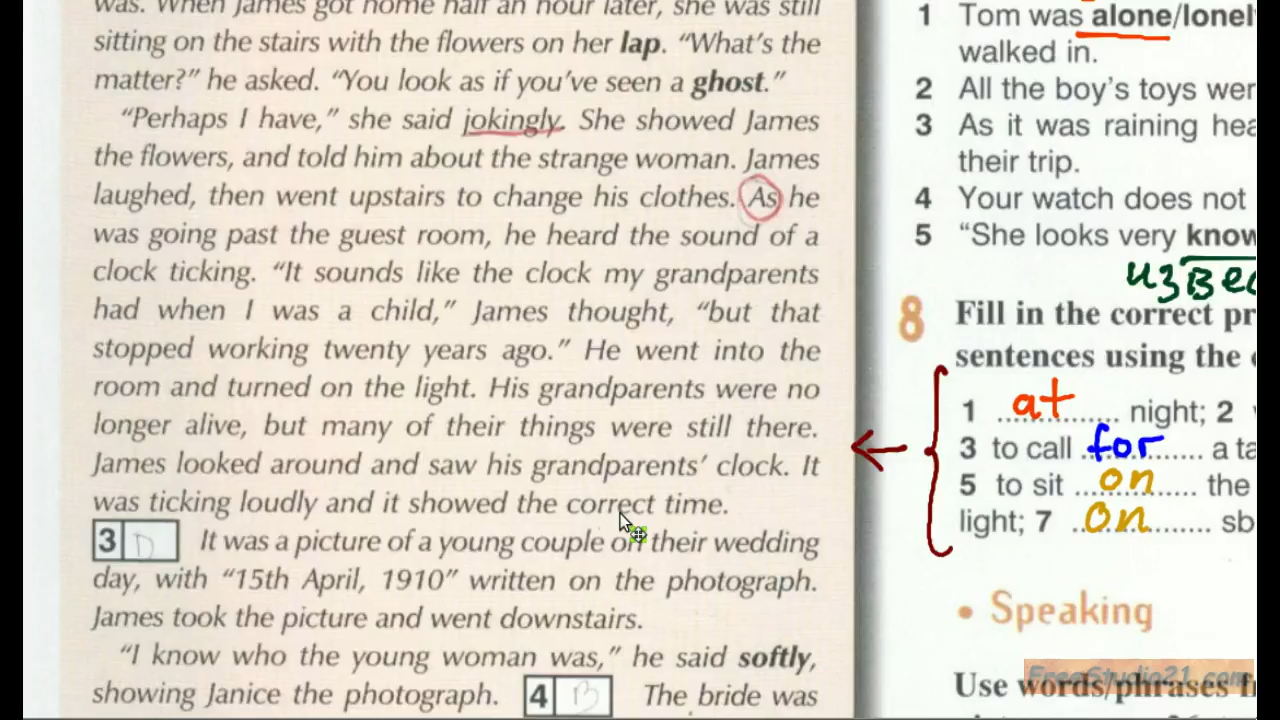 was. When James got home half an hour later, she was still
sitting on the stairs with the flowers on her lap. “What’s the
matter?” he asked. “You look as if you’ve seen a ghost.”
“Perhaps I have,” she said jokingly. She showed James
the flowers, and told him about the strange woman. James
laughed, then went upstairs to change his clothes. As he
was going past the guest room, he heard the sound of a
clock ticking. “It sounds like the clock my grandparents
had when I was a child,” James thought, “but that
stopped working twenty years ago.” He went into the
room and turned on the light. His grandparents were no
longer alive, but many of their things were still there.
James looked around and saw his grandparents’ clock. It
was ticking loudly and it showed the correct time.
3 D It was a picture of a young couple on their wedding
day, with “15th April, 1910” written on the photograph.
James took the picture and went downstairs.
“I know who the young woman was,” he said softly,
showing Janice the photograph. 4 B The bride was
1 Tom was alone/lonel
walked in.
2 All the boy’s toys wer
3 As it was raining hea
their trip.
4 Your watch does not
5 “She looks very know
извес
8 Fill in the correct pr
sentences using the
1 at night; 2
3 to call for a ta
5 to sit on the
light; 7 on sb
• Speaking
Use words/phrases f
FreeStudio21.com